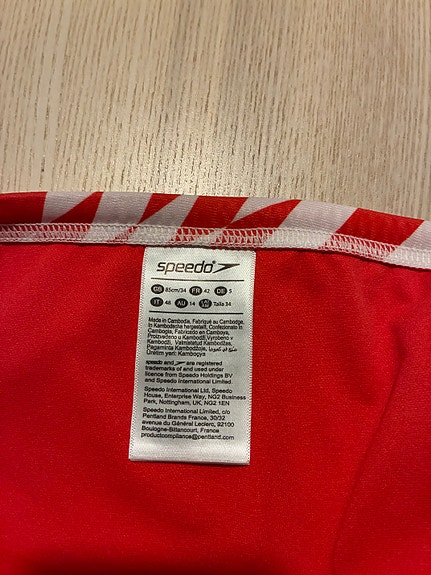 speedo
GB 85cm/34 FR 42 DE 5
IT 48 AU 14 Talla 34
Made in Cambodia, Fabriqué au Cambodge,
In Kambodscha hergestellt, Confezionato in
Cambogia, Fabricado en Camboya,
Proizvedeno u Kambodži, Vyrobeno v
Kambodži, Valmistatud Kambodžas,
Pagaminta Kambodžoje,
Üretim yeri: Kamboçya
speedo and are registered
trademarks of and used under
licence from Speedo Holdings BV
and Speedo International Limited.
Speedo International Ltd, Speedo
House, Enterprise Way, NG2 Business
Park, Nottingham, UK, NG2 1EN
Speedo International Limited, c/o
Pentland Brands France, 30/32
avenue du Général Leclerc, 92100
Boulogne-Billancourt, France
productcompliance@pentland.com